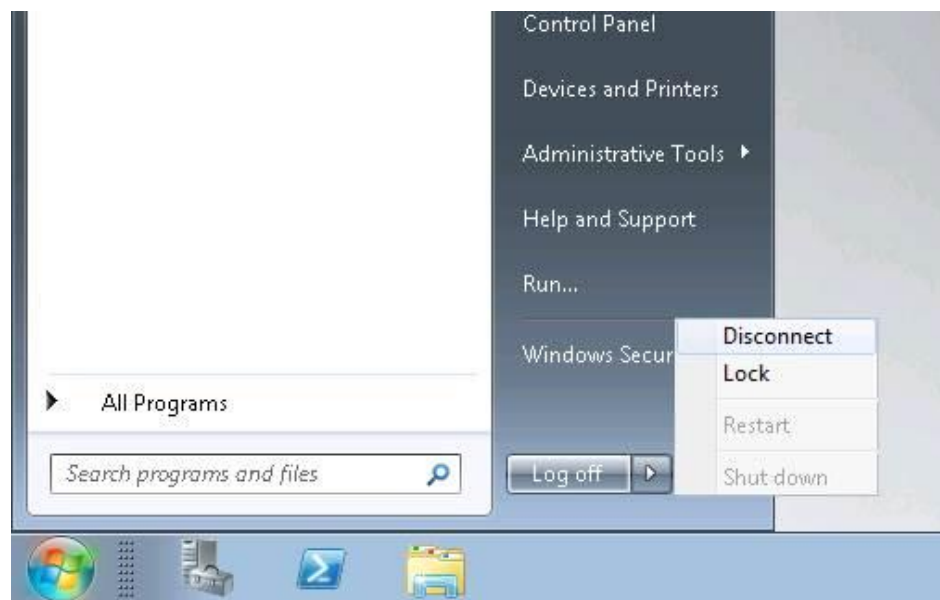 Control Panel
Devices and Printers
Administrative Tools
Help and Support
Run...
Windows Secur
Disconnect
Lock
Restart
Shut down
All Programs
Search programs and files
Log off